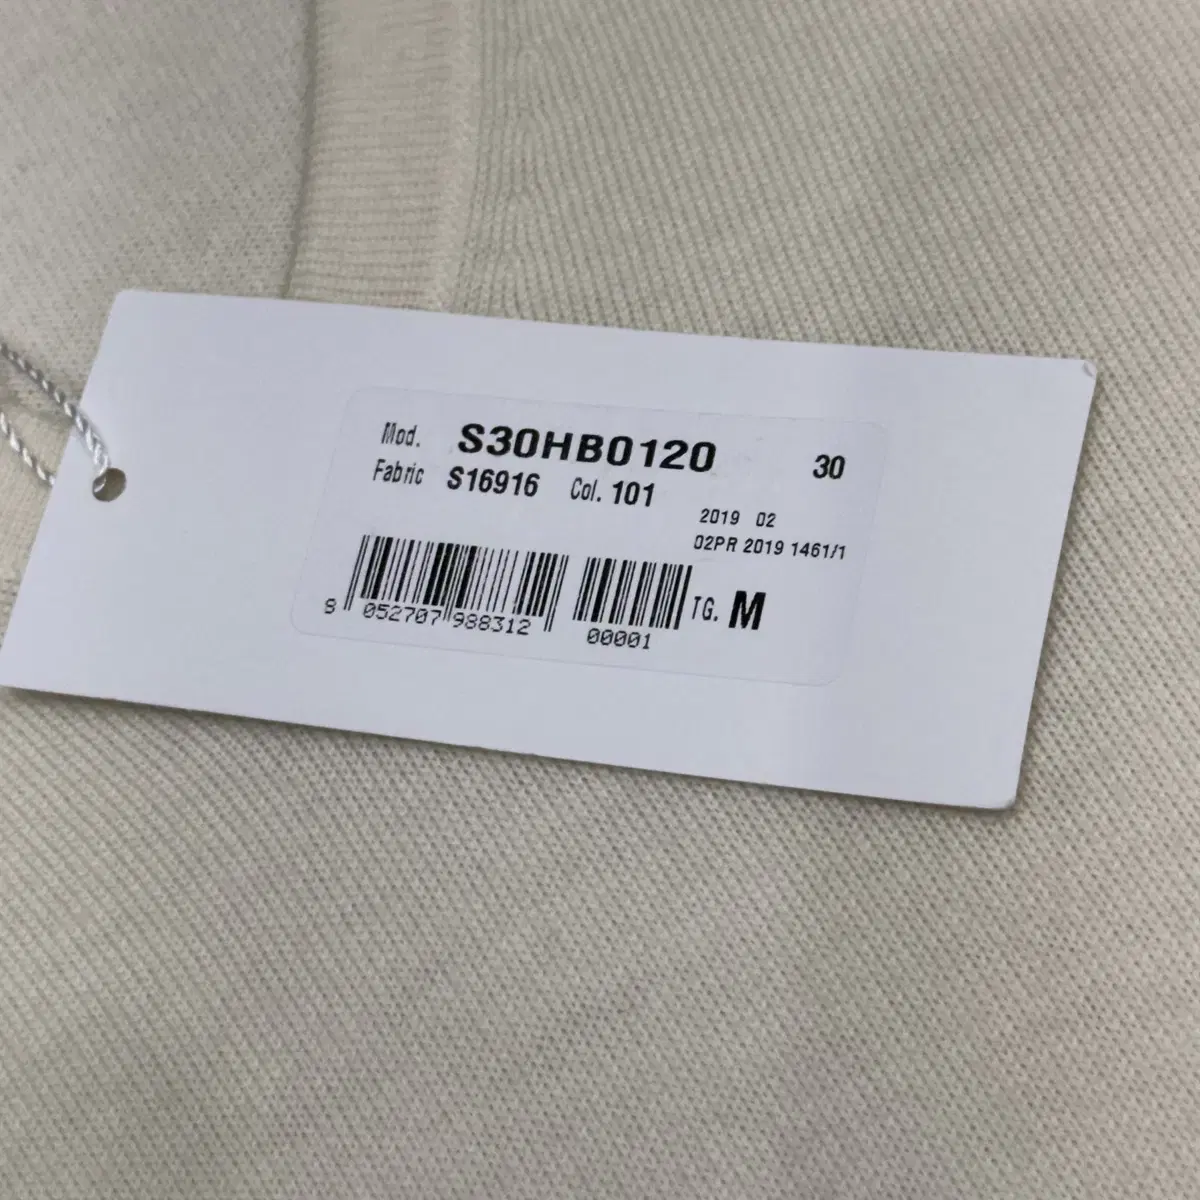 Mod. S30HB0120 30
Fabric S16916 Col. 101
2019 02
02PR 2019 1461/1
8 052707 988312 00001 TG. M